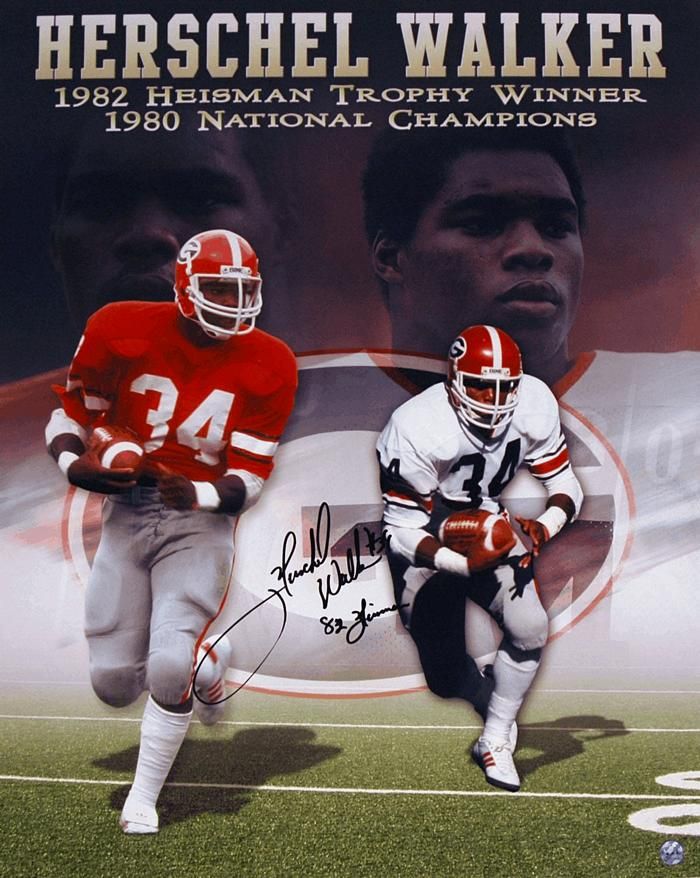 HERSCHEL WALKER
1982 HEISMAN TROPHY WINNER
1980 NATIONAL CHAMPIONS
G
34
G
34
Herschel
Walker #34
82 Heisman